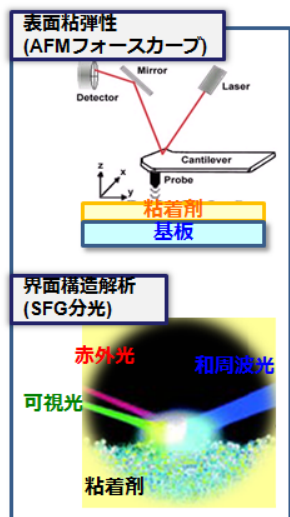 表面粘弾性
(AFMフォースカーブ)
Mirror
Laser
Detector
Cantilever
Probe
z
x
y
粘着剤
基板
界面構造解析
(SFG分光)
赤外光
和周波光
可視光
粘着剤